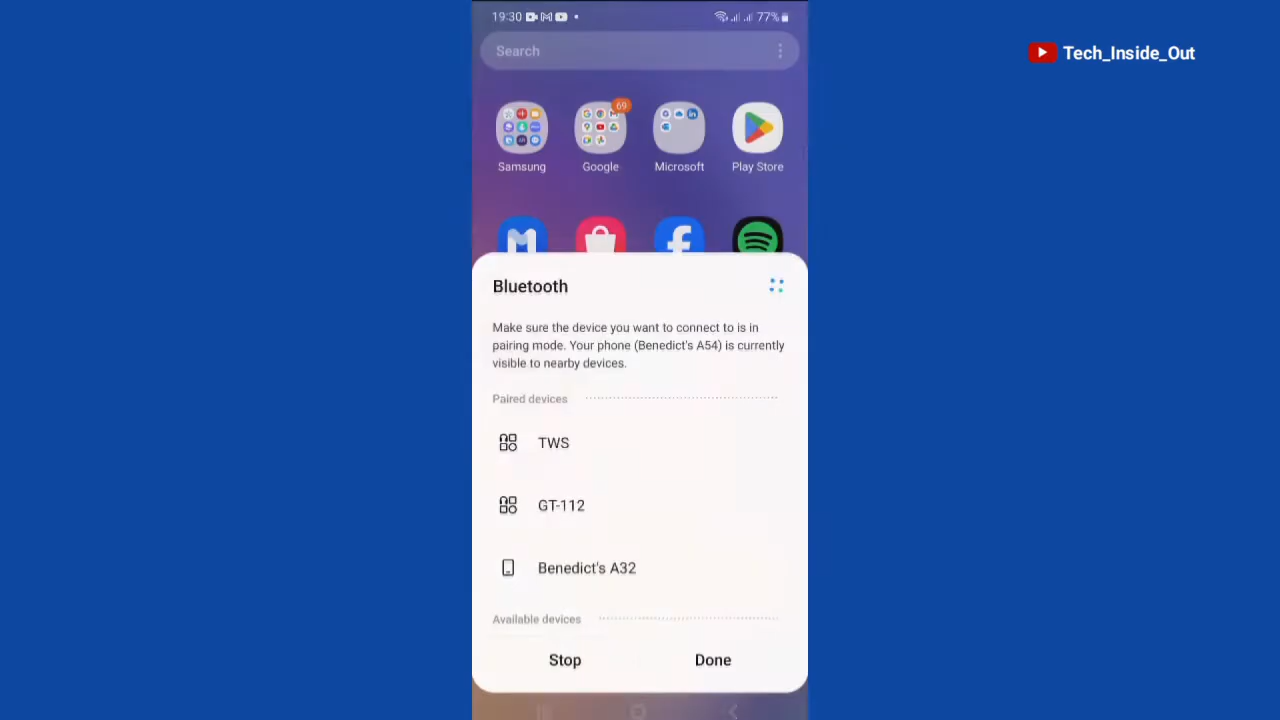 19:30
77%
Tech_Inside_Out
Search
69
Samsung
Google
Microsoft
Play Store
Bluetooth
Make sure the device you want to connect to is in
pairing mode. Your phone (Benedict's A54) is currently
visible to nearby devices.
Paired devices
TWS
GT-112
Benedict's A32
Available devices
Stop
Done